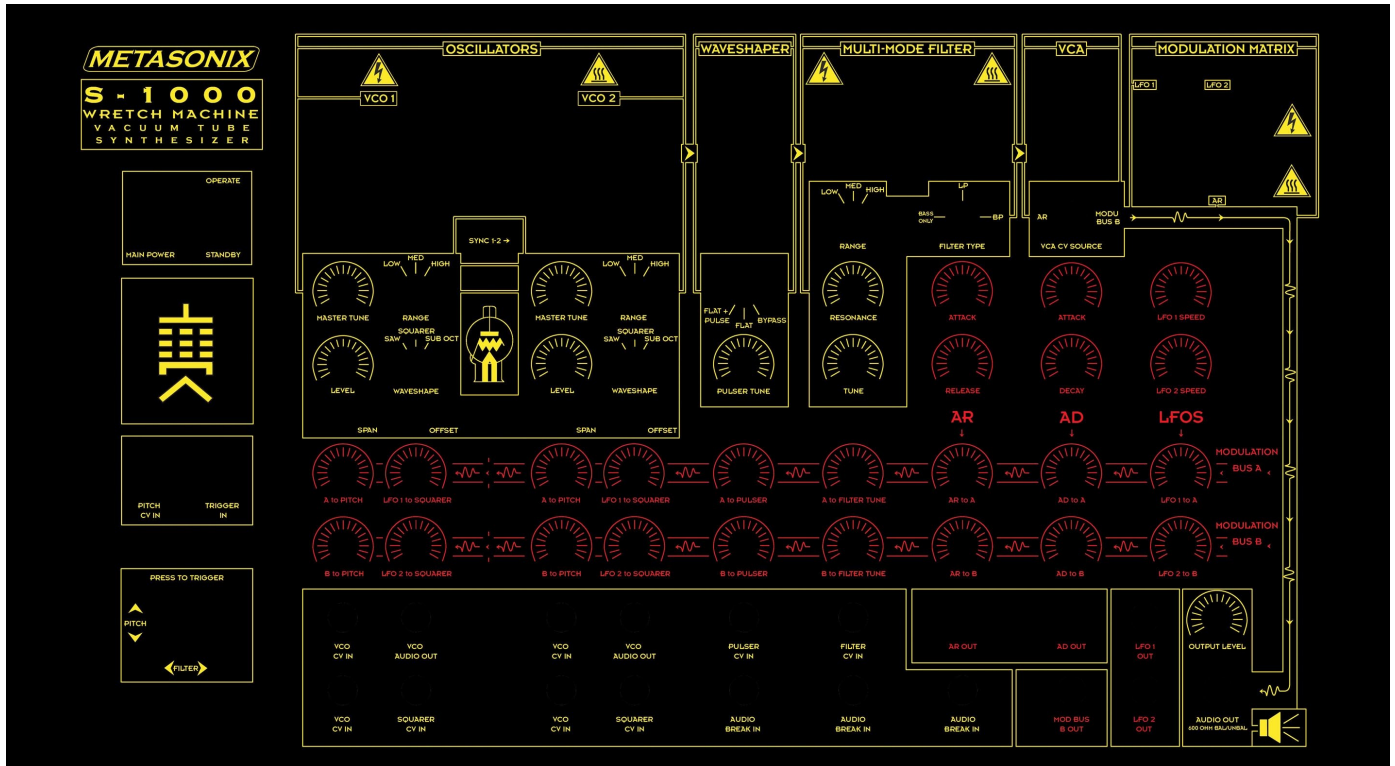 METASONIX
S-1000
WRETCH MACHINE
VACUUM TUBE
SYNTHESIZER
OPERATE
MAIN POWER STANDBY
PITCH CV IN
TRIGGER IN
PRESS TO TRIGGER
PITCH
FILTER
OSCILLATORS
VCO 1
VCO 2
SYNC 1-2 →
LOW MED HIGH
MASTER TUNE RANGE
SAW SQUARER SUB OCT
LEVEL WAVESHAPE
SPAN OFFSET
LOW MED HIGH
MASTER TUNE RANGE
SAW SQUARER SUB OCT
LEVEL WAVESHAPE
SPAN OFFSET
WAVESHAPER
FLAT + PULSE FLAT BYPASS
PULSER TUNE
MULTI-MODE FILTER
LOW MED HIGH
RANGE
LP
BASS ONLY BP
FILTER TYPE
RESONANCE
TUNE
VCA
AR MODU BUS B
VCA CV SOURCE
MODULATION MATRIX
LFO 1 LFO 2
AR
ATTACK ATTACK LFO 1 SPEED
RELEASE DECAY LFO 2 SPEED
AR AD LFOS
MODULATION
BUS A
A to PITCH LFO 1 to SQUARER A to PITCH LFO 1 to SQUARER A to PULSER A to FILTER TUNE AR to A AD to A LFO 1 to A
MODULATION
BUS B
B to PITCH LFO 2 to SQUARER B to PITCH LFO 2 to SQUARER B to PULSER B to FILTER TUNE AR to B AD to B LFO 2 to B
VCO VCO VCO VCO PULSER FILTER AR OUT AD OUT LFO 1 OUTPUT LEVEL
CV IN AUDIO OUT CV IN AUDIO OUT CV IN CV IN OUT
VCO SQUARER VCO SQUARER AUDIO AUDIO AUDIO MOD BUS LFO 2 AUDIO OUT
CV IN CV IN CV IN CV IN BREAK IN BREAK IN BREAK IN B OUT OUT 600 OHM BAL/UNBAL